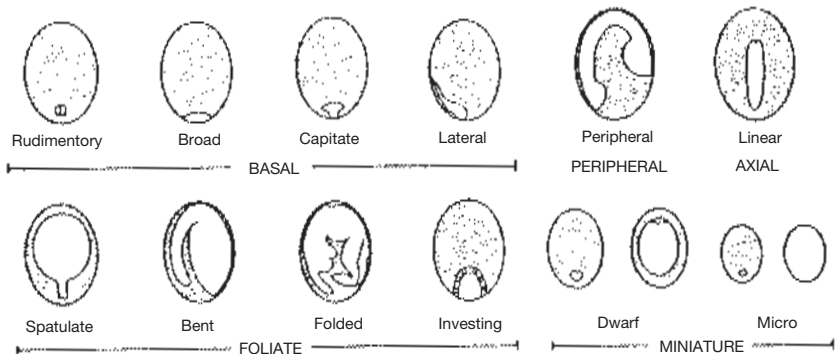 Rudimentory Broad Capitate Lateral Peripheral Linear
BASAL PERIPHERAL AXIAL
Spatulate Bent Folded Investing Dwarf Micro
FOLIATE MINIATURE